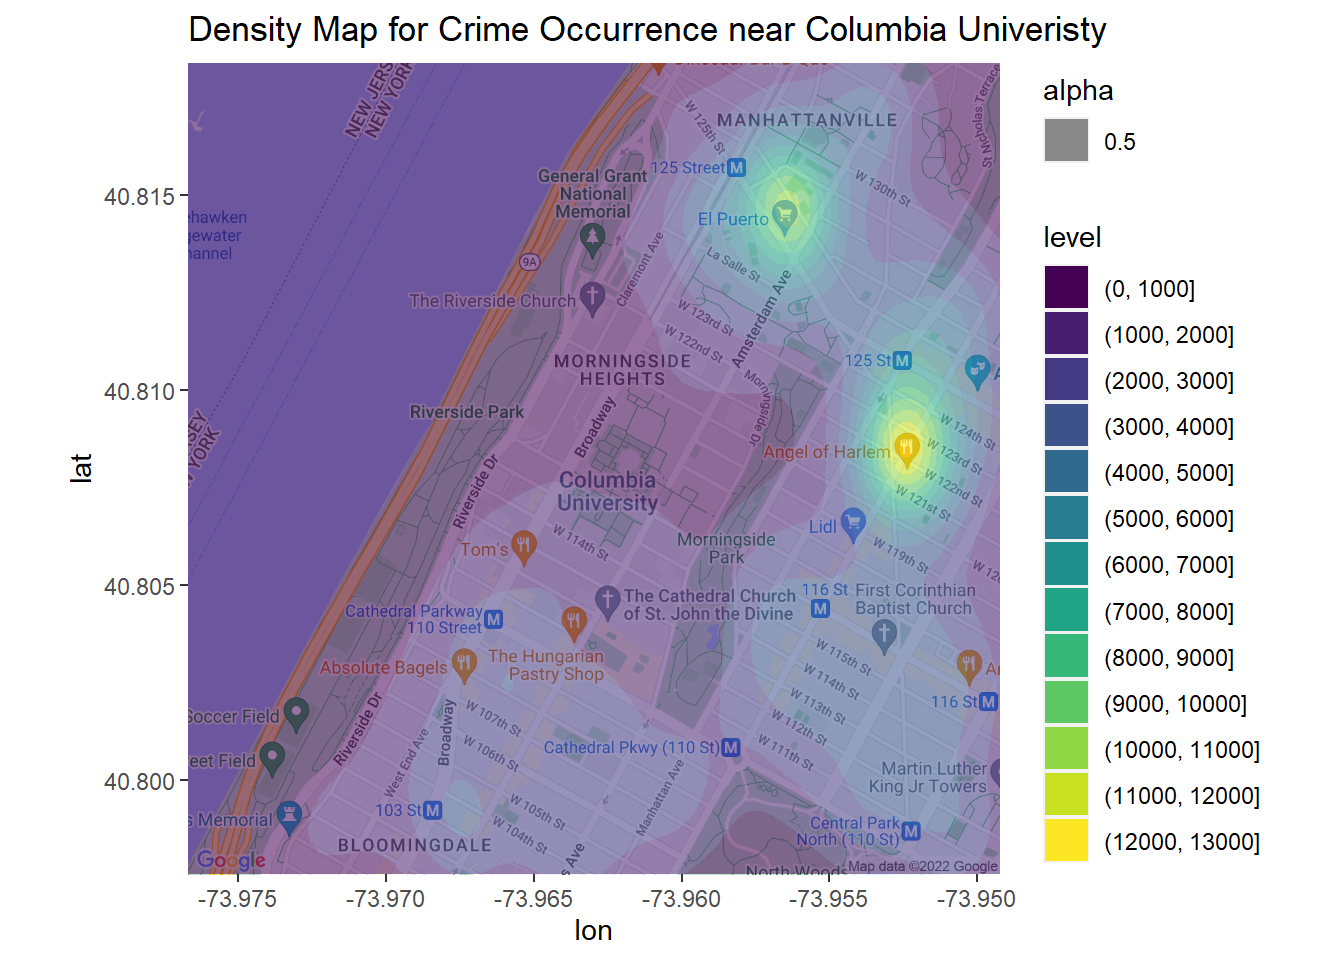 Density Map for Crime Occurrence near Columbia Univeristy
alpha
0.5
level
(0, 1000]
(1000, 2000]
(2000, 3000]
(3000, 4000]
(4000, 5000]
(5000, 6000]
(6000, 7000]
(7000, 8000]
(8000, 9000]
(9000, 10000]
(10000, 11000]
(11000, 12000]
(12000, 13000]
lat
40.815
40.810
40.805
40.800
-73.975
-73.970
-73.965
-73.960
-73.955
-73.950
lon
NEW JERS
NEW YORK
ehawken
gewater
hannel
ERSEY
W YORK
MANHATTANVILLE
W 125th St
125 Street
M
General Grant
National
Memorial
W 130th St
St Nicholas Terrace
El Puerto
9A
La Salle St
Claremont Ave
The Riverside Church
W 123rd St
W 122nd St
Amsterdam Ave
MORNINGSIDE
HEIGHTS
125 St
M
A
Morningside Dr
Riverside Park
Broadway
Angel of Harlem
W 124th St
W 123rd St
W 122nd St
W 121st St
Columbia
University
Riverside Dr
Lidl
Tom's
W 114th St
Morningside
Park
W 119th St
W 120
116 St
M
First Corinthian
Baptist Church
The Cathedral Church
of St. John the Divine
Cathedral Parkway
110 Street
M
Absolute Bagels
The Hungarian
Pastry Shop
W 115th St
W 114th St
W 113th St
W 112th St
W 111th St
116 St
M
Soccer Field
eet Field
Riverside Dr
Broadway
West End Ave
W 107th St
W 106th St
W 105th St
W 104th St
Cathedral Pkwy (110 St)
M
Manhattan Ave
Martin Luther
King Jr Towers
s Memorial
103 St
M
BLOOMINGDALE
s Ave
Central Park
North (110 St)
M
North Woods
Google
Map data ©2022 Google